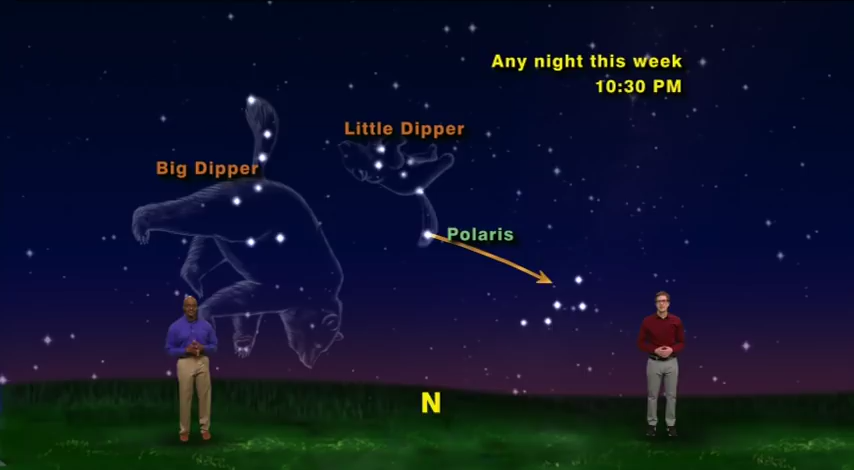 Any night this week
10:30 PM
Little Dipper
Big Dipper
Polaris
N